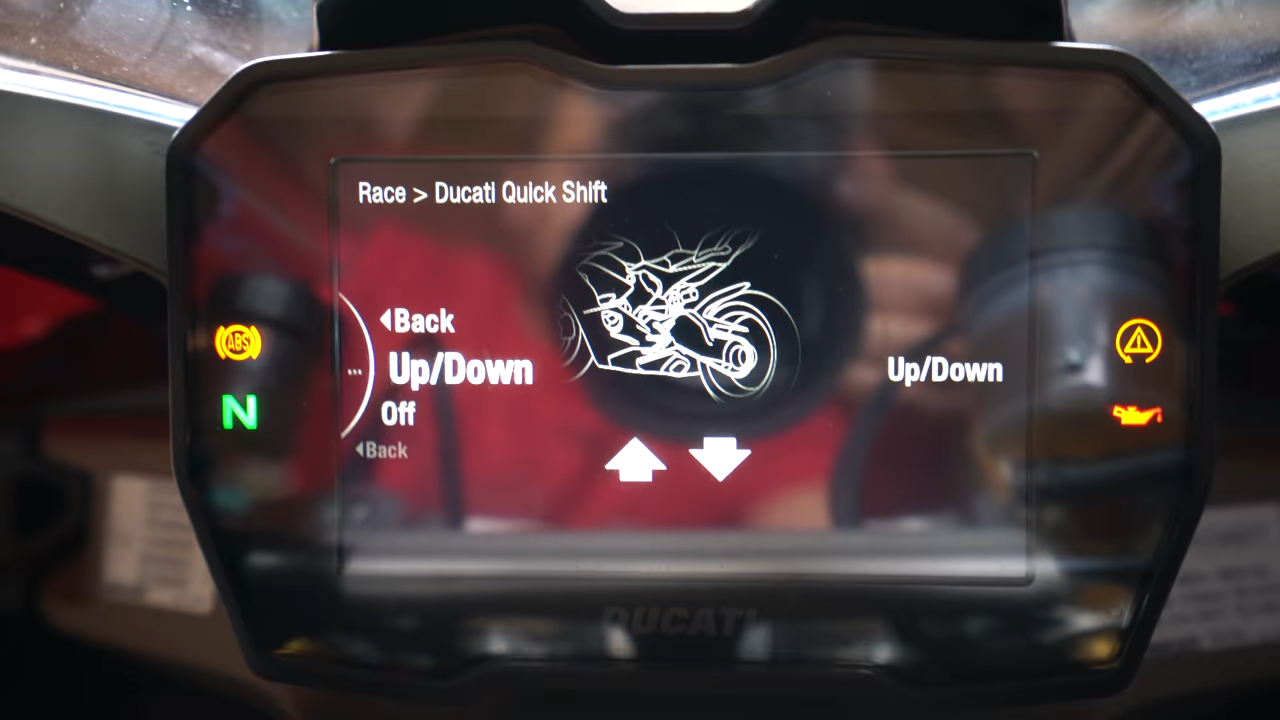 Race > Ducati Quick Shift
◀Back
Up/Down
Off
◀Back
Up/Down
ABS
N
...
DUCATI